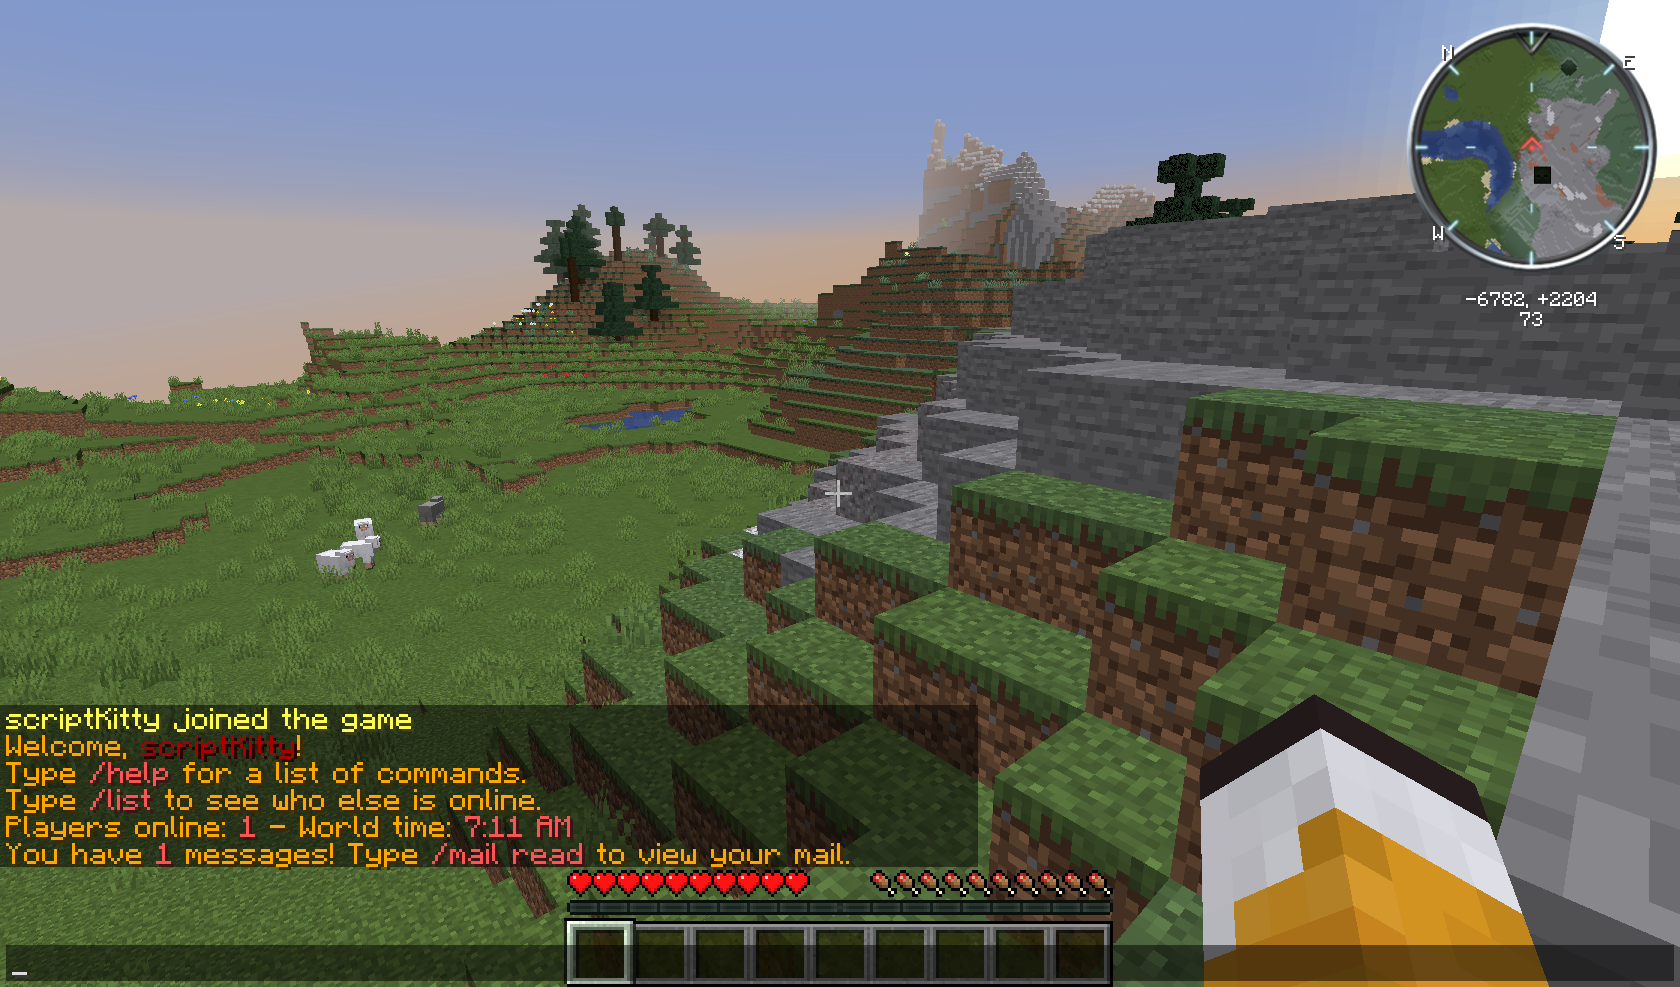 N
E
W
S
-6782, +2204
73
scriptKitty joined the game
Welcome, scriptKitty!
Type /help for a list of commands.
Type /list to see who else is online.
Players online: 1 - World time: 7:11 AM
You have 1 messages! Type /mail read to view your mail.
_